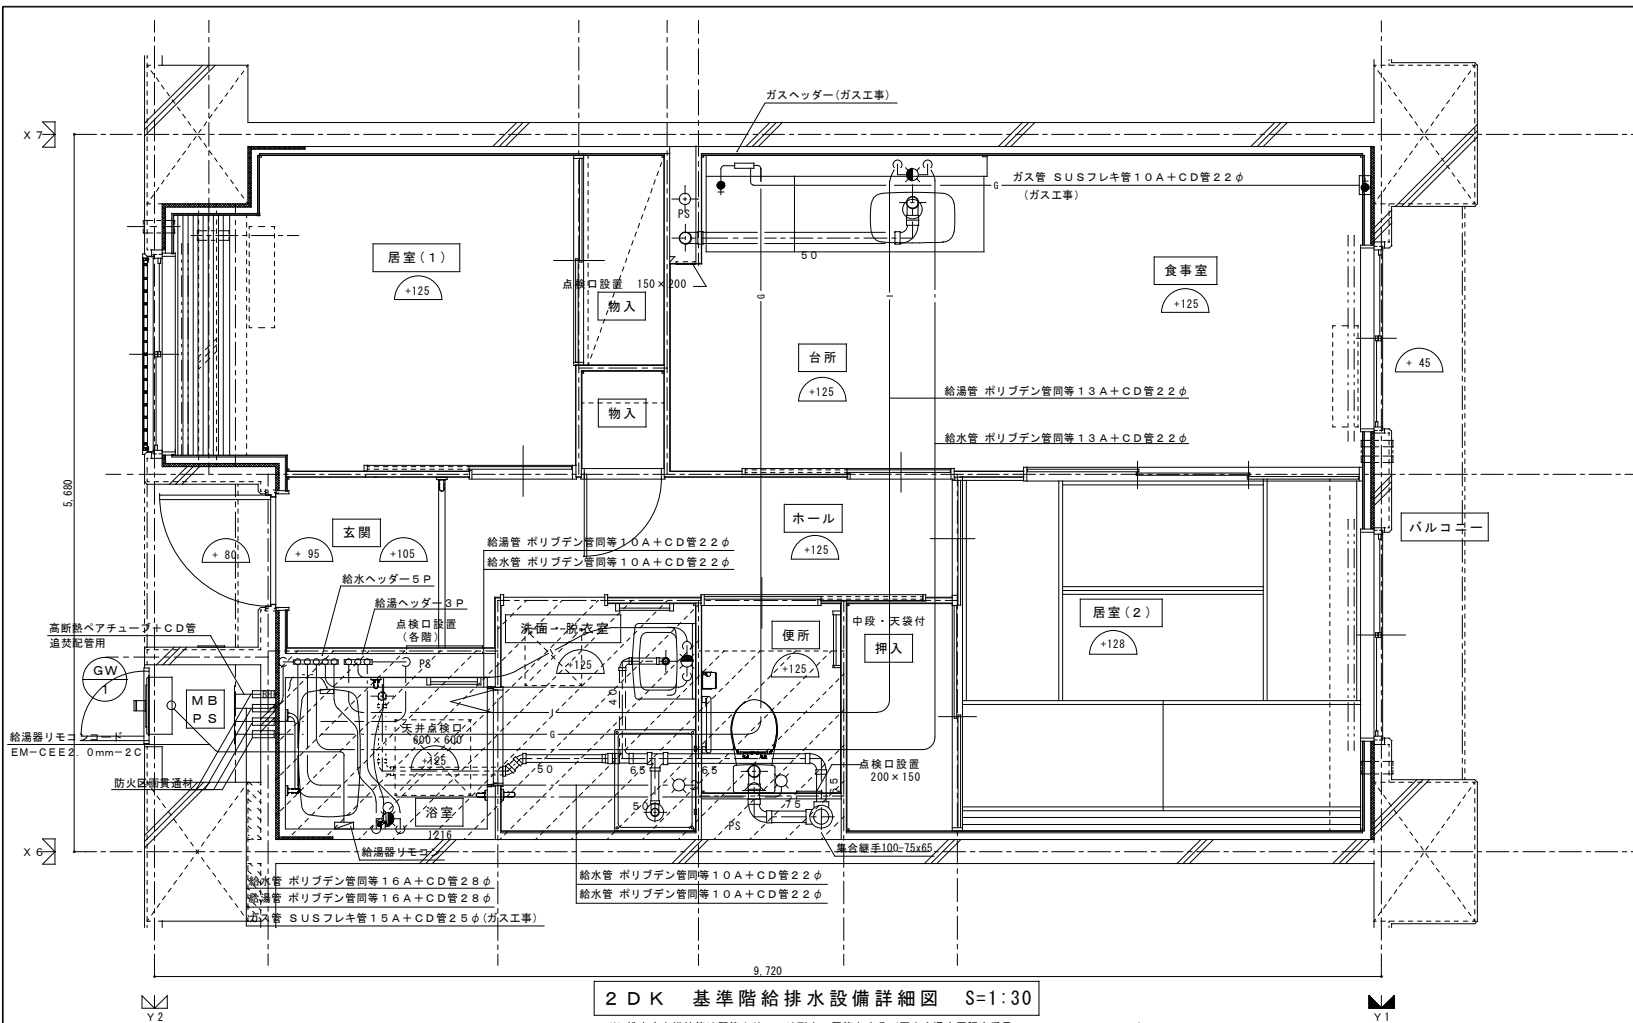 ガスヘッダー(ガス工事)
X 7
ガス管 SUSフレキ管10A+CD管22φ
(ガス工事)
G
PS
居室(1)
+125
50
食事室
+125
点検口設置 150×200
物入
台所
+125
+ 45
G
物入
給湯管 ポリブデン管同等13A+CD管22φ
給水管 ポリブデン管同等13A+CD管22φ
5,680
玄関
ホール
バルコニー
+ 80
+ 95
+105
+125
給湯管 ポリブデン管同等10A+CD管22φ
給水管 ポリブデン管同等10A+CD管22φ
給水ヘッダー5P
給湯ヘッダー3P
点検口設置
(各階)
洗面・脱衣室
+125
便所
+125
中段・天袋付
押入
居室(2)
+128
高断熱ペアチューブ+CD管
追焚配管用
PS
GW
1
MB
PS
40
給湯器リモコンコード
EM-CEE2.0mm-2C
天井点検口
600×600
+125
G
50
65
65
点検口設置
200×150
防火区画貫通材
浴室
1216
50
75
PS
給湯器リモコン
集合継手100-75x65
X 6
給水管 ポリブデン管同等16A+CD管28φ
給湯管 ポリブデン管同等16A+CD管28φ
ガス管 SUSフレキ管15A+CD管25φ(ガス工事)
給水管 ポリブデン管同等10A+CD管22φ
給水管 ポリブデン管同等10A+CD管22φ
9,720
2DK 基準階給排水設備詳細図 S=1:30
Y2
Y1